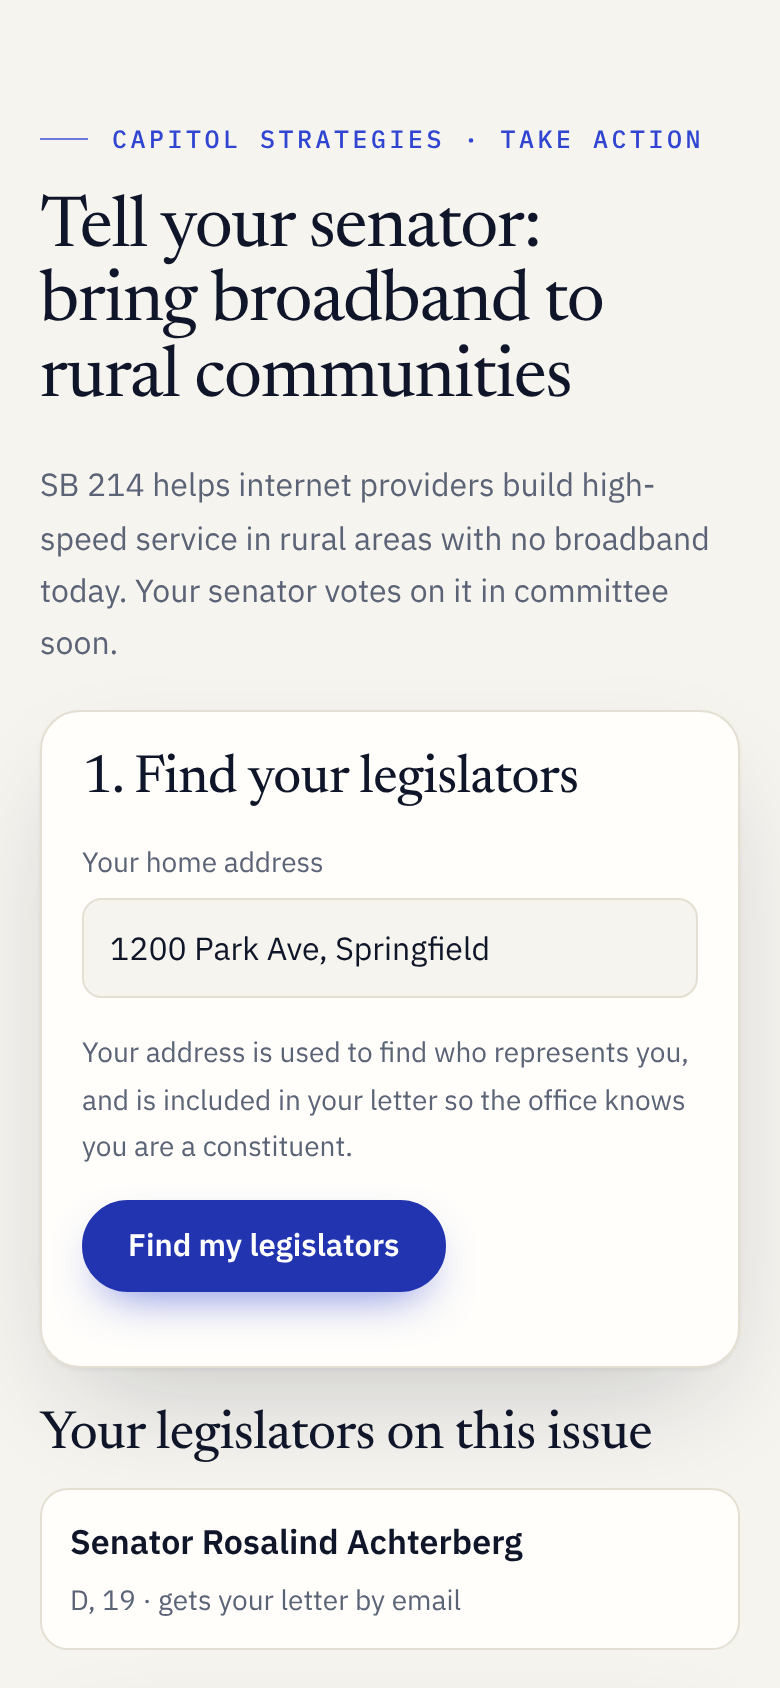 CAPITOL STRATEGIES · TAKE ACTION
Tell your senator:
bring broadband to
rural communities
SB 214 helps internet providers build high-
speed service in rural areas with no broadband
today. Your senator votes on it in committee
soon.
1. Find your legislators
Your home address
1200 Park Ave, Springfield
Your address is used to find who represents you,
and is included in your letter so the office knows
you are a constituent.
Find my legislators
Your legislators on this issue
Senator Rosalind Achterberg
D, 19 · gets your letter by email